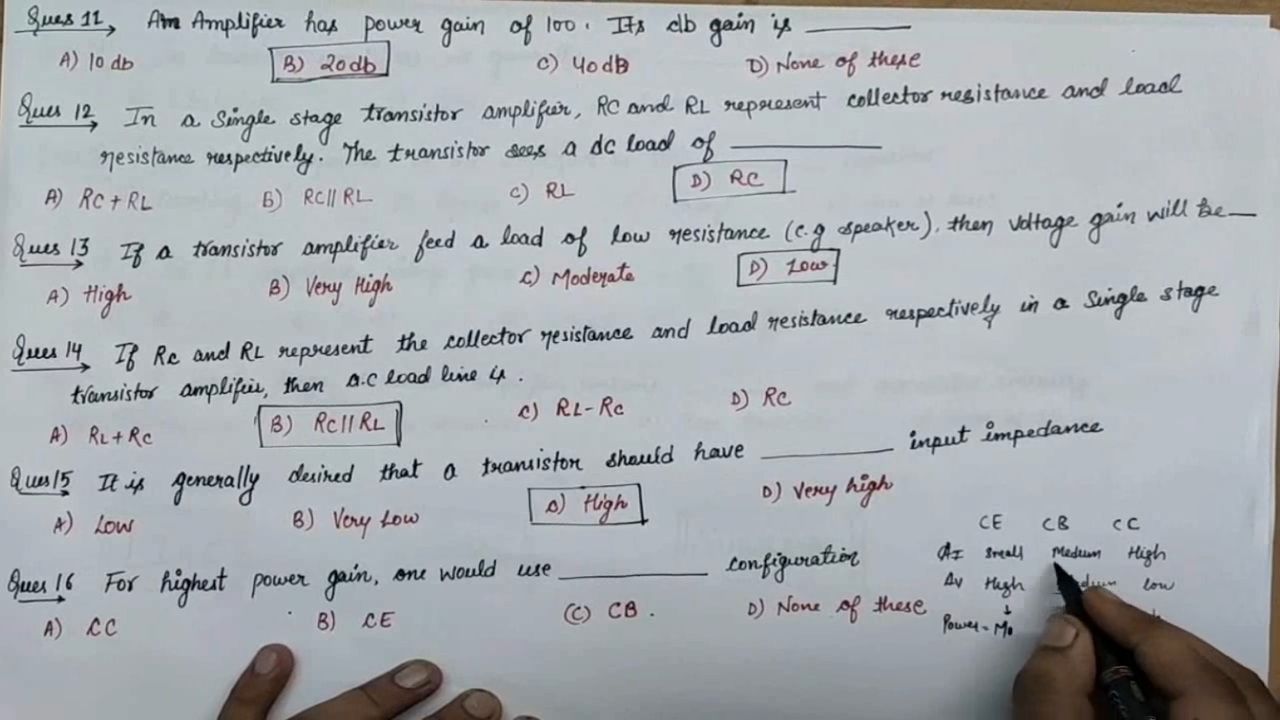 Ques 11 Am Amplifier has power gain of 100. Its db gain is ______
A) 10 db B) 20db C) 40dB D) None of these
Ques 12 In a single stage transistor amplifier, RC and RL represent collector resistance and load
resistance respectively. The transistor sees a dc load of ______
A) RC + RL B) RC || RL C) RL D) RC
Ques 13 If a transistor amplifier feed a load of low resistance (e.g speaker), then voltage gain will be __
A) High B) Very High C) Moderate D) Low
Ques 14 If Rc and RL represent the collector resistance and load resistance respectively in a single stage
transistor amplifier, then a.c load line is.
A) RL + Rc B) Rc || RL C) RL - Rc D) RC
Ques 15 It is generally desired that a transistor should have ______ input impedance
A) Low B) Very Low C) High D) Very high
CE CB CC
AI Small Medium High
Ques 16 For highest power gain, one would use ______ configuration
Av High low
A) CC B) CE (C) CB. D) None of these
Power =